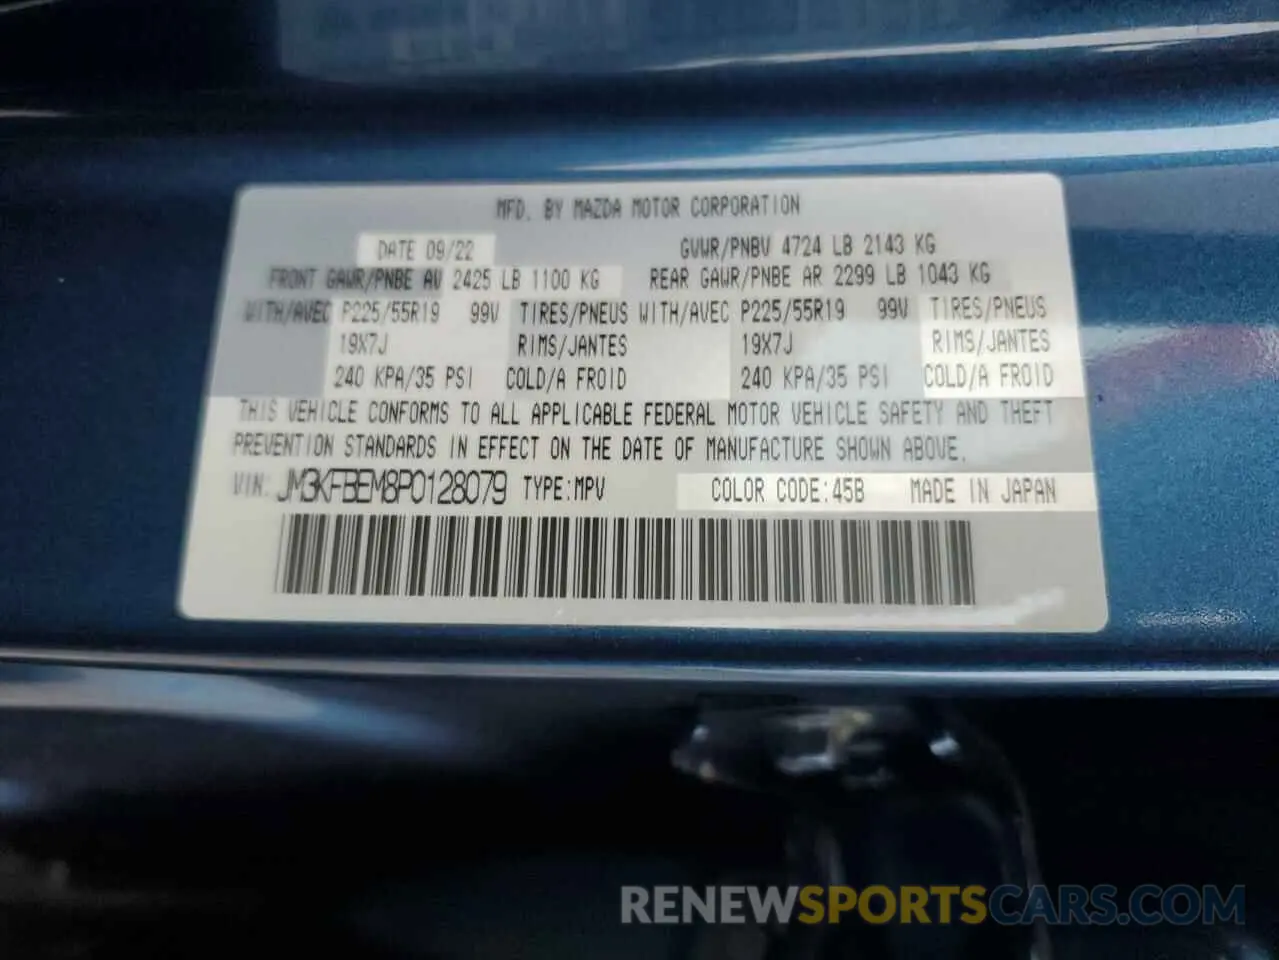 MFD. BY MAZDA MOTOR CORPORATION
DATE 09/22 GVWR/PNBV 4724 LB 2143 KG
FRONT GAWR/PNBE AV 2425 LB 1100 KG REAR GAWR/PNBE AR 2299 LB 1043 KG
WITH/AVEC P225/55R19 99V TIRES/PNEUS WITH/AVEC P225/55R19 99V TIRES/PNEUS
19X7J RIMS/JANTES 19X7J RIMS/JANTES
240 KPA/35 PSI COLD/A FROID 240 KPA/35 PSI COLD/A FROID
THIS VEHICLE CONFORMS TO ALL APPLICABLE FEDERAL MOTOR VEHICLE SAFETY AND THEFT
PREVENTION STANDARDS IN EFFECT ON THE DATE OF MANUFACTURE SHOWN ABOVE.
VIN: JM3KFBEM8P0128079 TYPE:MPV COLOR CODE:45B MADE IN JAPAN
RENEWSPORTSCARS.COM